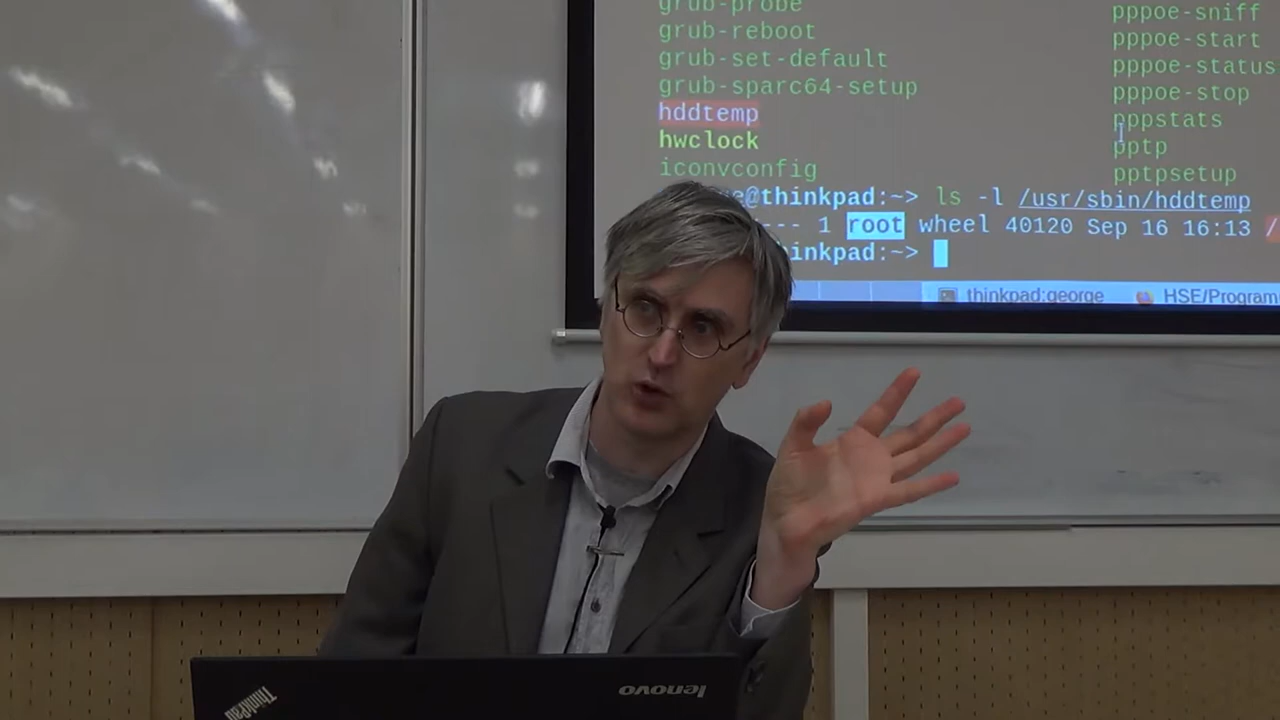 grub-probe
grub-reboot
grub-set-default
grub-sparc64-setup
hddtemp
hwclock
iconvconfig
pppoe-sniff
pppoe-start
pppoe-status
pppoe-stop
pppstats
pptp
pptpsetup
e@thinkpad:~> ls -l /usr/sbin/hddtemp
--- 1 root wheel 40120 Sep 16 16:13 /
inkpad:~>
thinkpad:george HSE/Program
ThinkPad lenovo